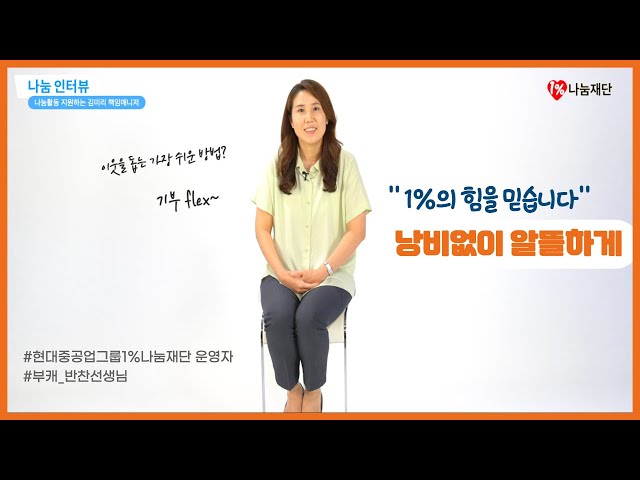 나눔 인터뷰
나눔활동 지원하는 김미리 책임매니저
1% 나눔재단
이웃을 돕는 가장 쉬운 방법?
기부 flex~
"1%의 힘을 믿습니다"
낭비없이 알뜰하게
#현대중공업그룹1%나눔재단 운영자
#부캐_반찬선생님